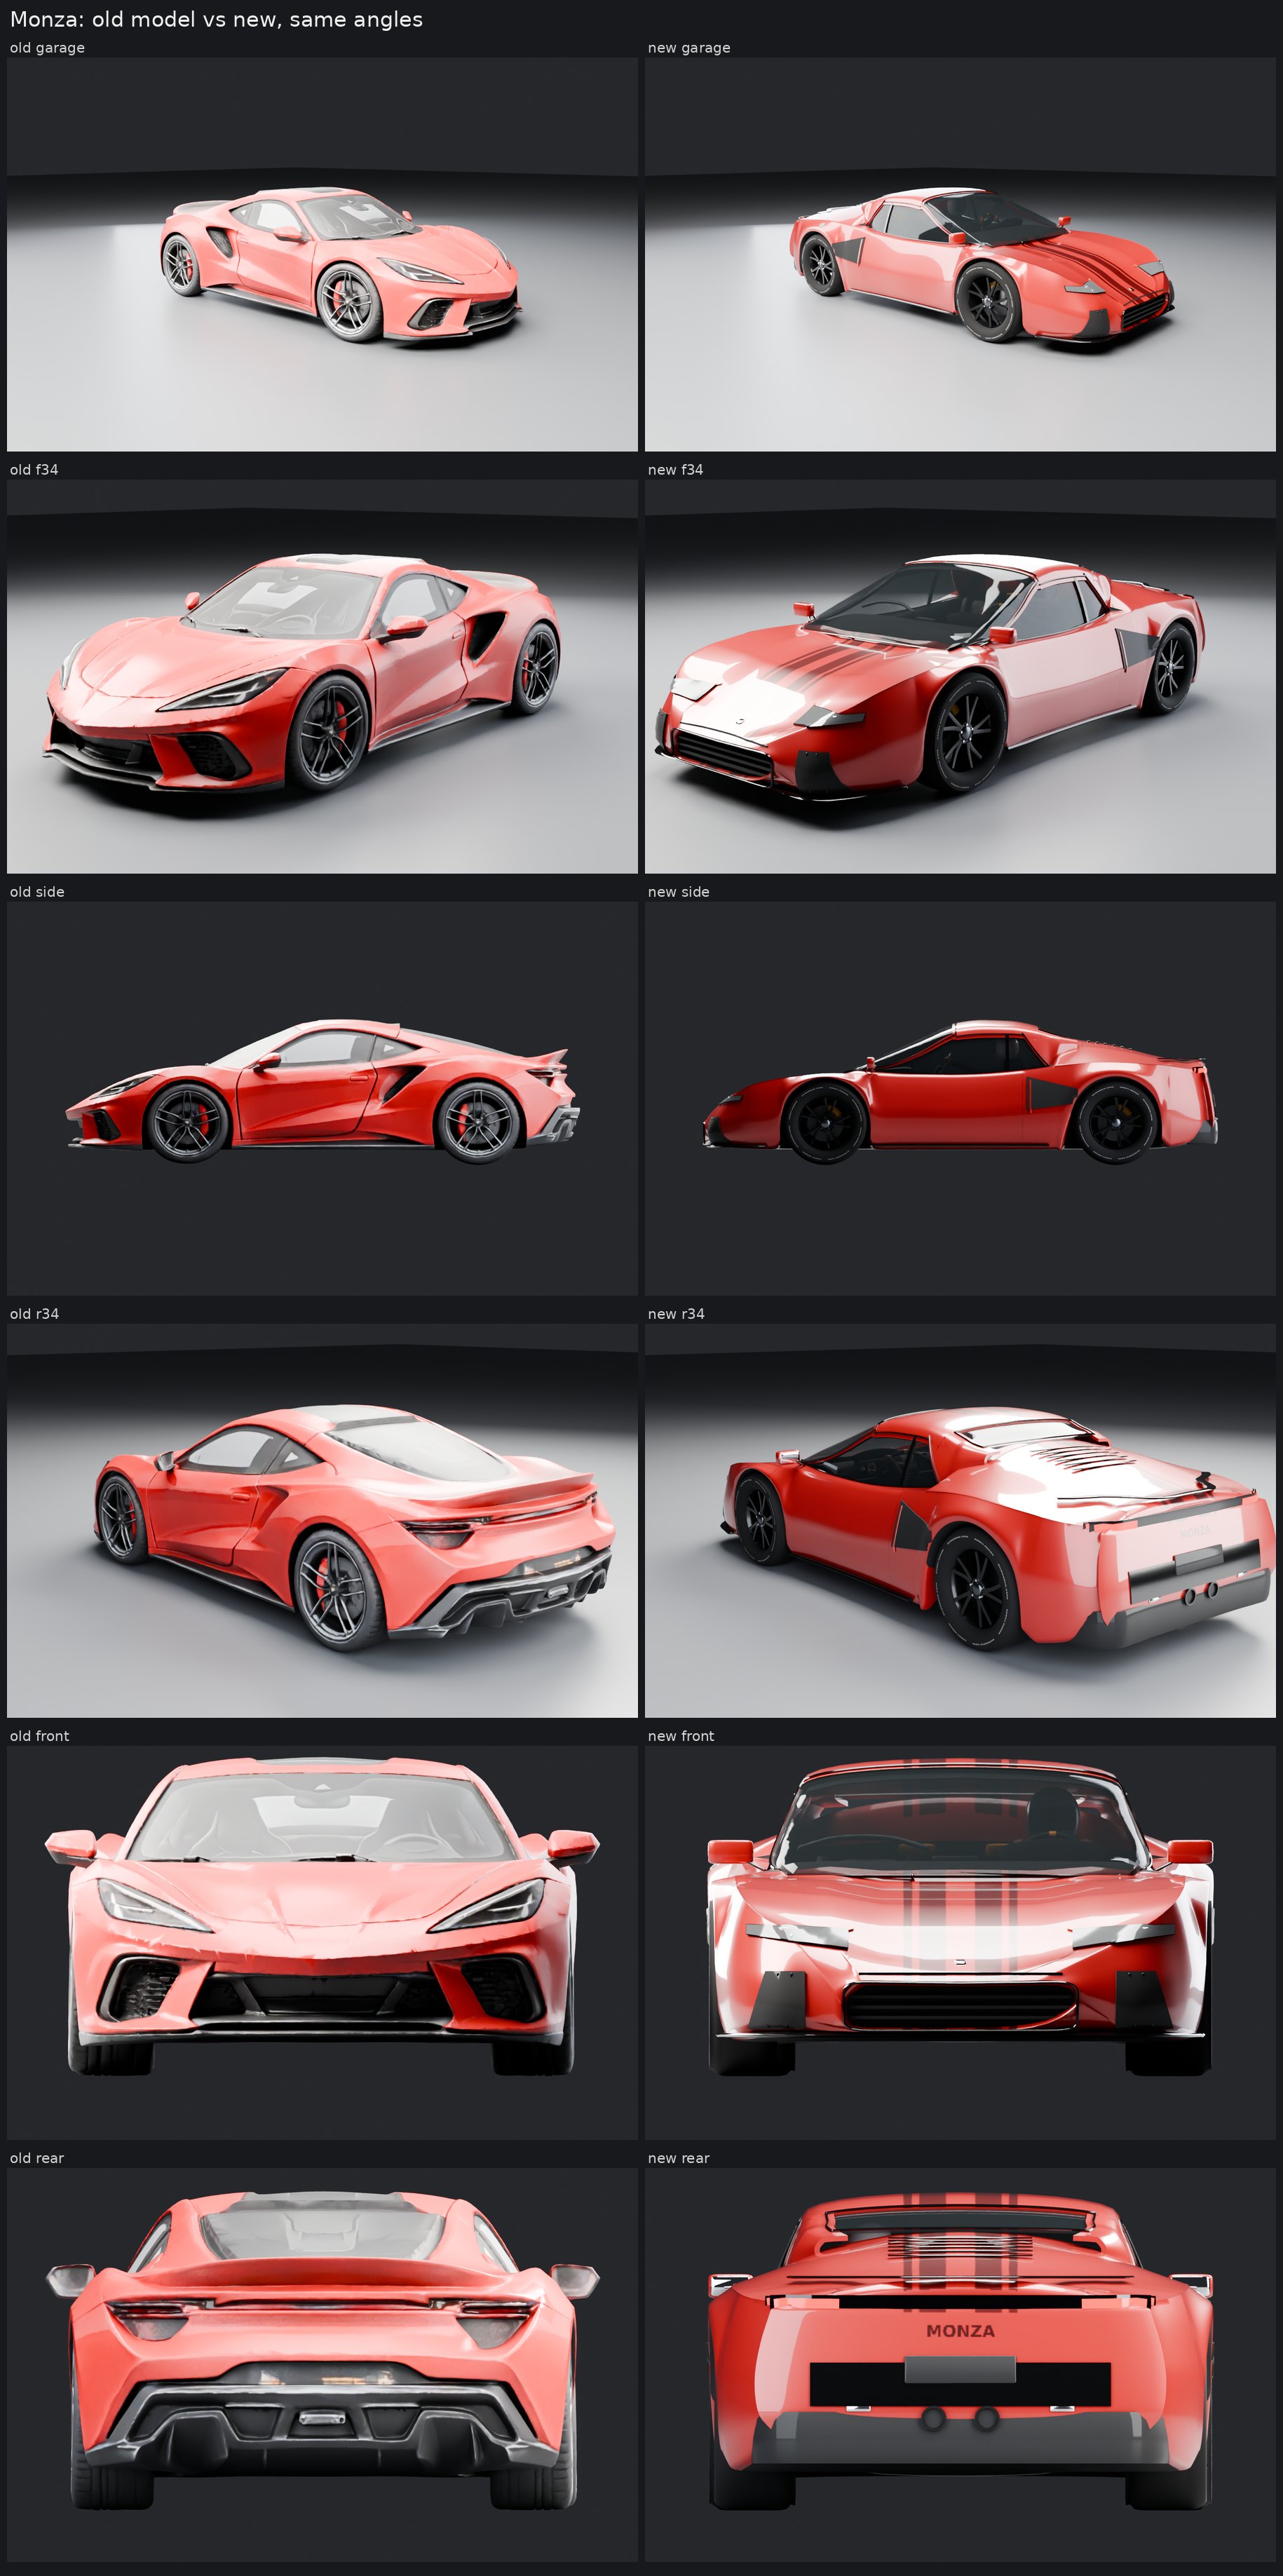 Monza: old model vs new, same angles
old garage
new garage
old f34
new f34
old side
new side
old r34
new r34
MONZA
old front
new front
old rear
new rear
MONZA